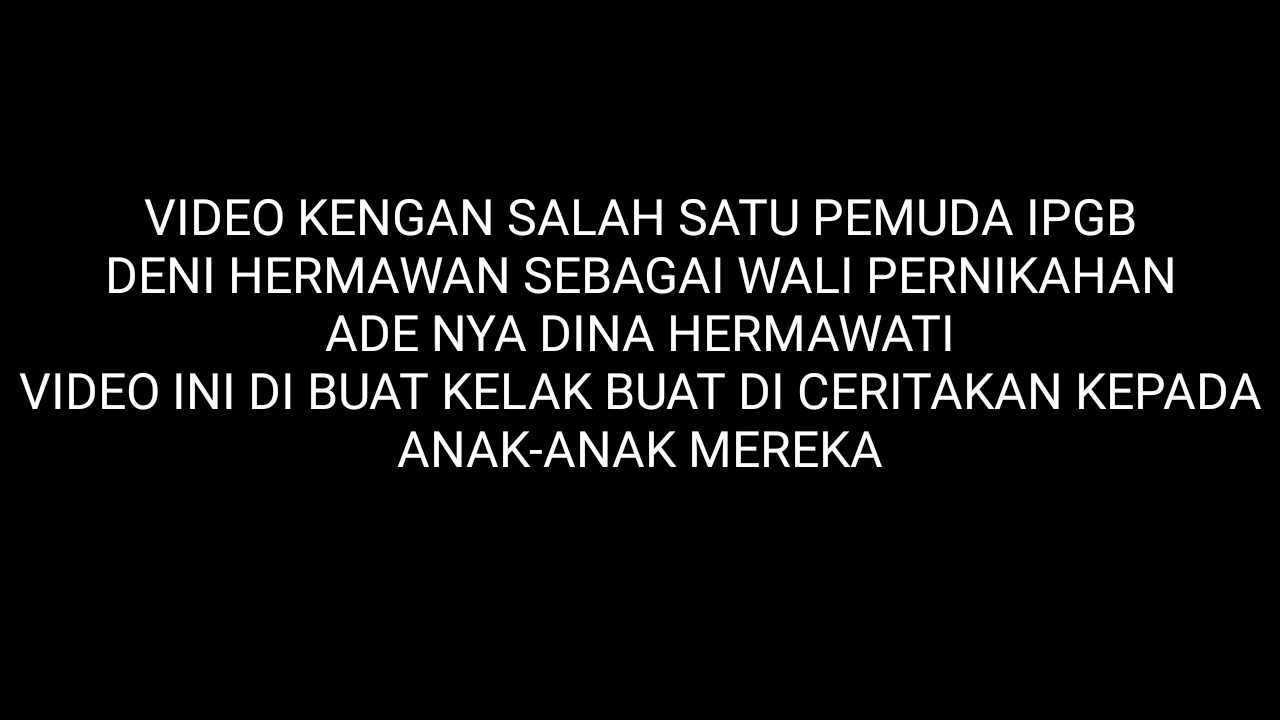 VIDEO KENGAN SALAH SATU PEMUDA IPGB
DENI HERMAWAN SEBAGAI WALI PERNIKAHAN
ADE NYA DINA HERMAWATI
VIDEO INI DI BUAT KELAK BUAT DI CERITAKAN KEPADA
ANAK-ANAK MEREKA